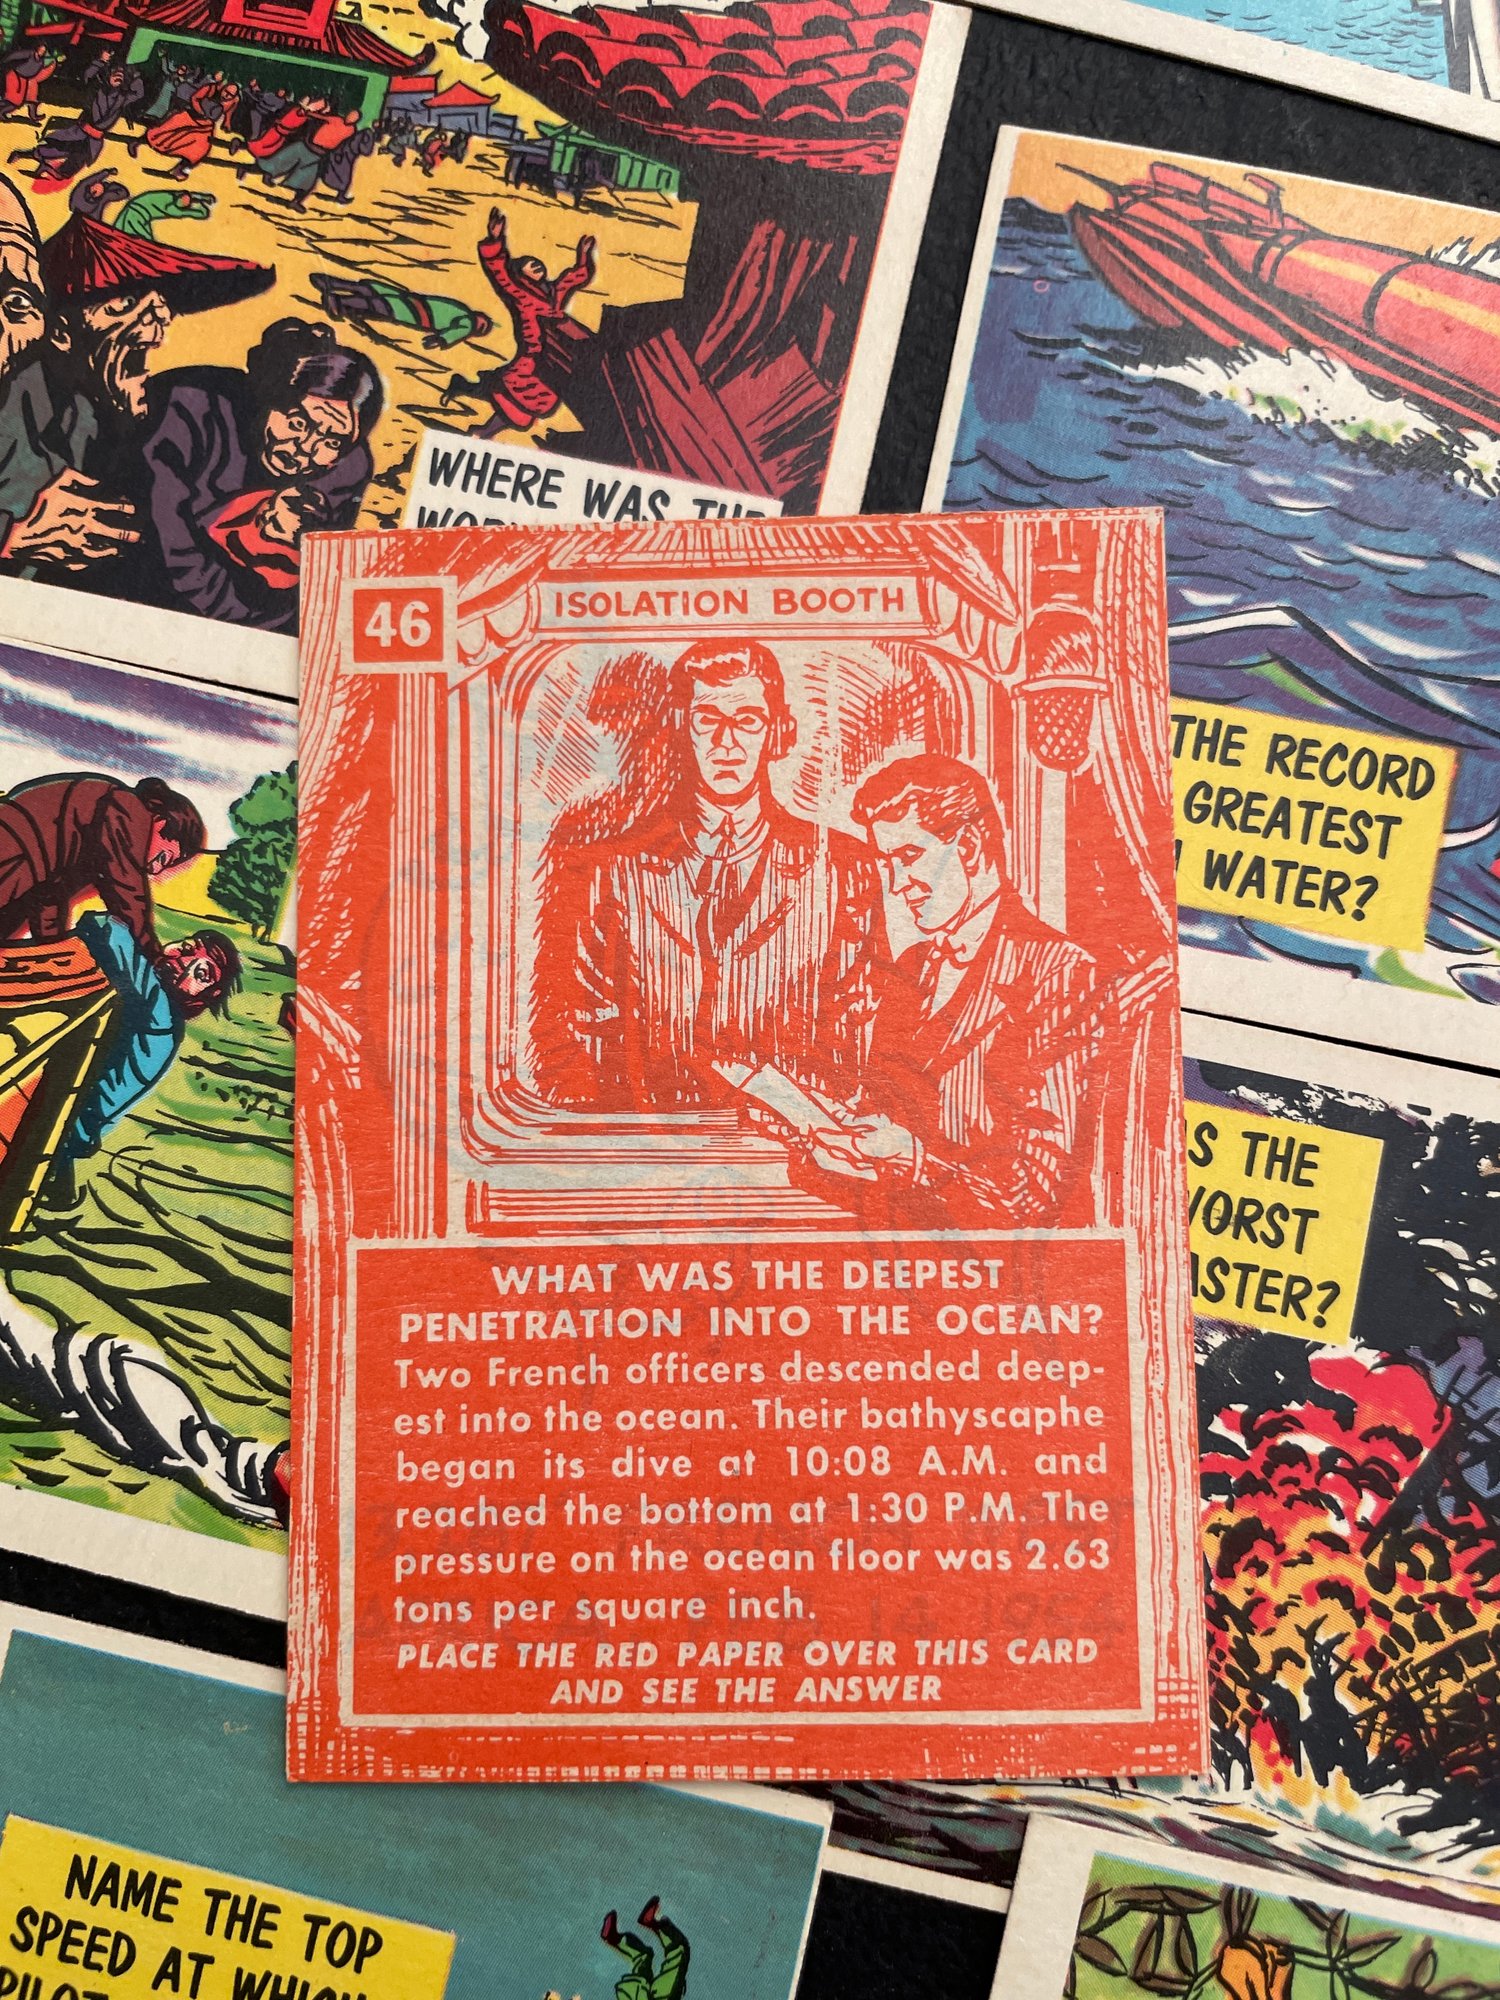 WHERE WAS THE
THE RECORD
GREATEST
WATER?
46
ISOLATION BOOTH
S THE
WORST
ASTER?
WHAT WAS THE DEEPEST
PENETRATION INTO THE OCEAN?
Two French officers descended deep-
est into the ocean. Their bathyscaphe
began its dive at 10:08 A.M. and
reached the bottom at 1:30 P.M. The
pressure on the ocean floor was 2.63
tons per square inch.
PLACE THE RED PAPER OVER THIS CARD
AND SEE THE ANSWER
NAME THE TOP
SPEED AT WHICH